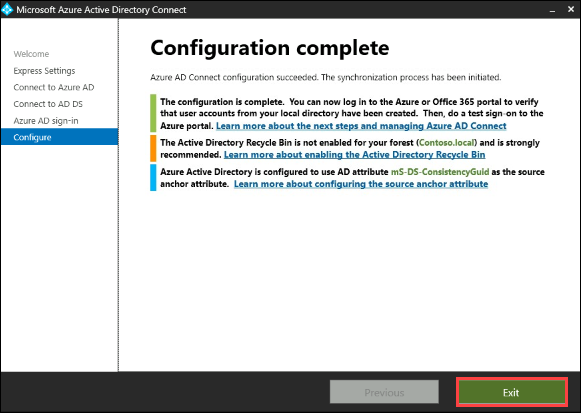 Microsoft Azure Active Directory Connect
Welcome
Express Settings
Connect to Azure AD
Connect to AD DS
Azure AD sign-in
Configure
Configuration complete
Azure AD Connect configuration succeeded. The synchronization process has been initiated.
The configuration is complete. You can now log in to the Azure or Office 365 portal to verify
that user accounts from your local directory have been created. Then, do a test sign-on to the
Azure portal. Learn more about the next steps and managing Azure AD Connect
The Active Directory Recycle Bin is not enabled for your forest (Contoso.local) and is strongly
recommended. Learn more about enabling the Active Directory Recycle Bin
Azure Active Directory is configured to use AD attribute mS-DS-ConsistencyGuid as the source
anchor attribute. Learn more about configuring the source anchor attribute
Previous
Exit